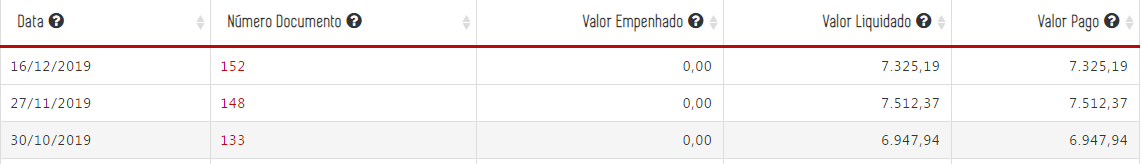 Data ? Número Documento ? Valor Empenhado ? Valor Liquidado ? Valor Pago ?
16/12/2019 152 0,00 7.325,19 7.325,19
27/11/2019 148 0,00 7.512,37 7.512,37
30/10/2019 133 0,00 6.947,94 6.947,94